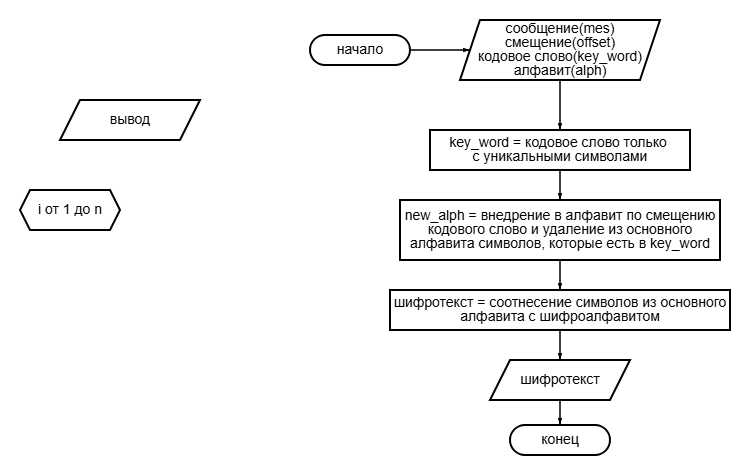 начало
сообщение(mes)
смещение(offset)
кодовое слово(key_word)
алфавит(alph)
вывод
key_word = кодовое слово только
с уникальными символами
i от 1 до n
new_alph = внедрение в алфавит по смещению
кодового слово и удаление из основного
алфавита символов, которые есть в key_word
шифротекст = соотнесение символов из основного
алфавита с шифроалфавитом
шифротекст
конец